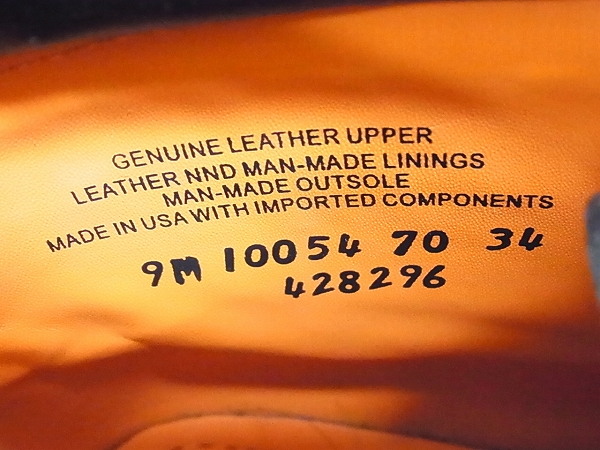 GENUINE LEATHER UPPER
LEATHER NND MAN-MADE LININGS
MAN-MADE OUTSOLE
MADE IN USA WITH IMPORTED COMPONENTS
9M 10054 70 34
428296